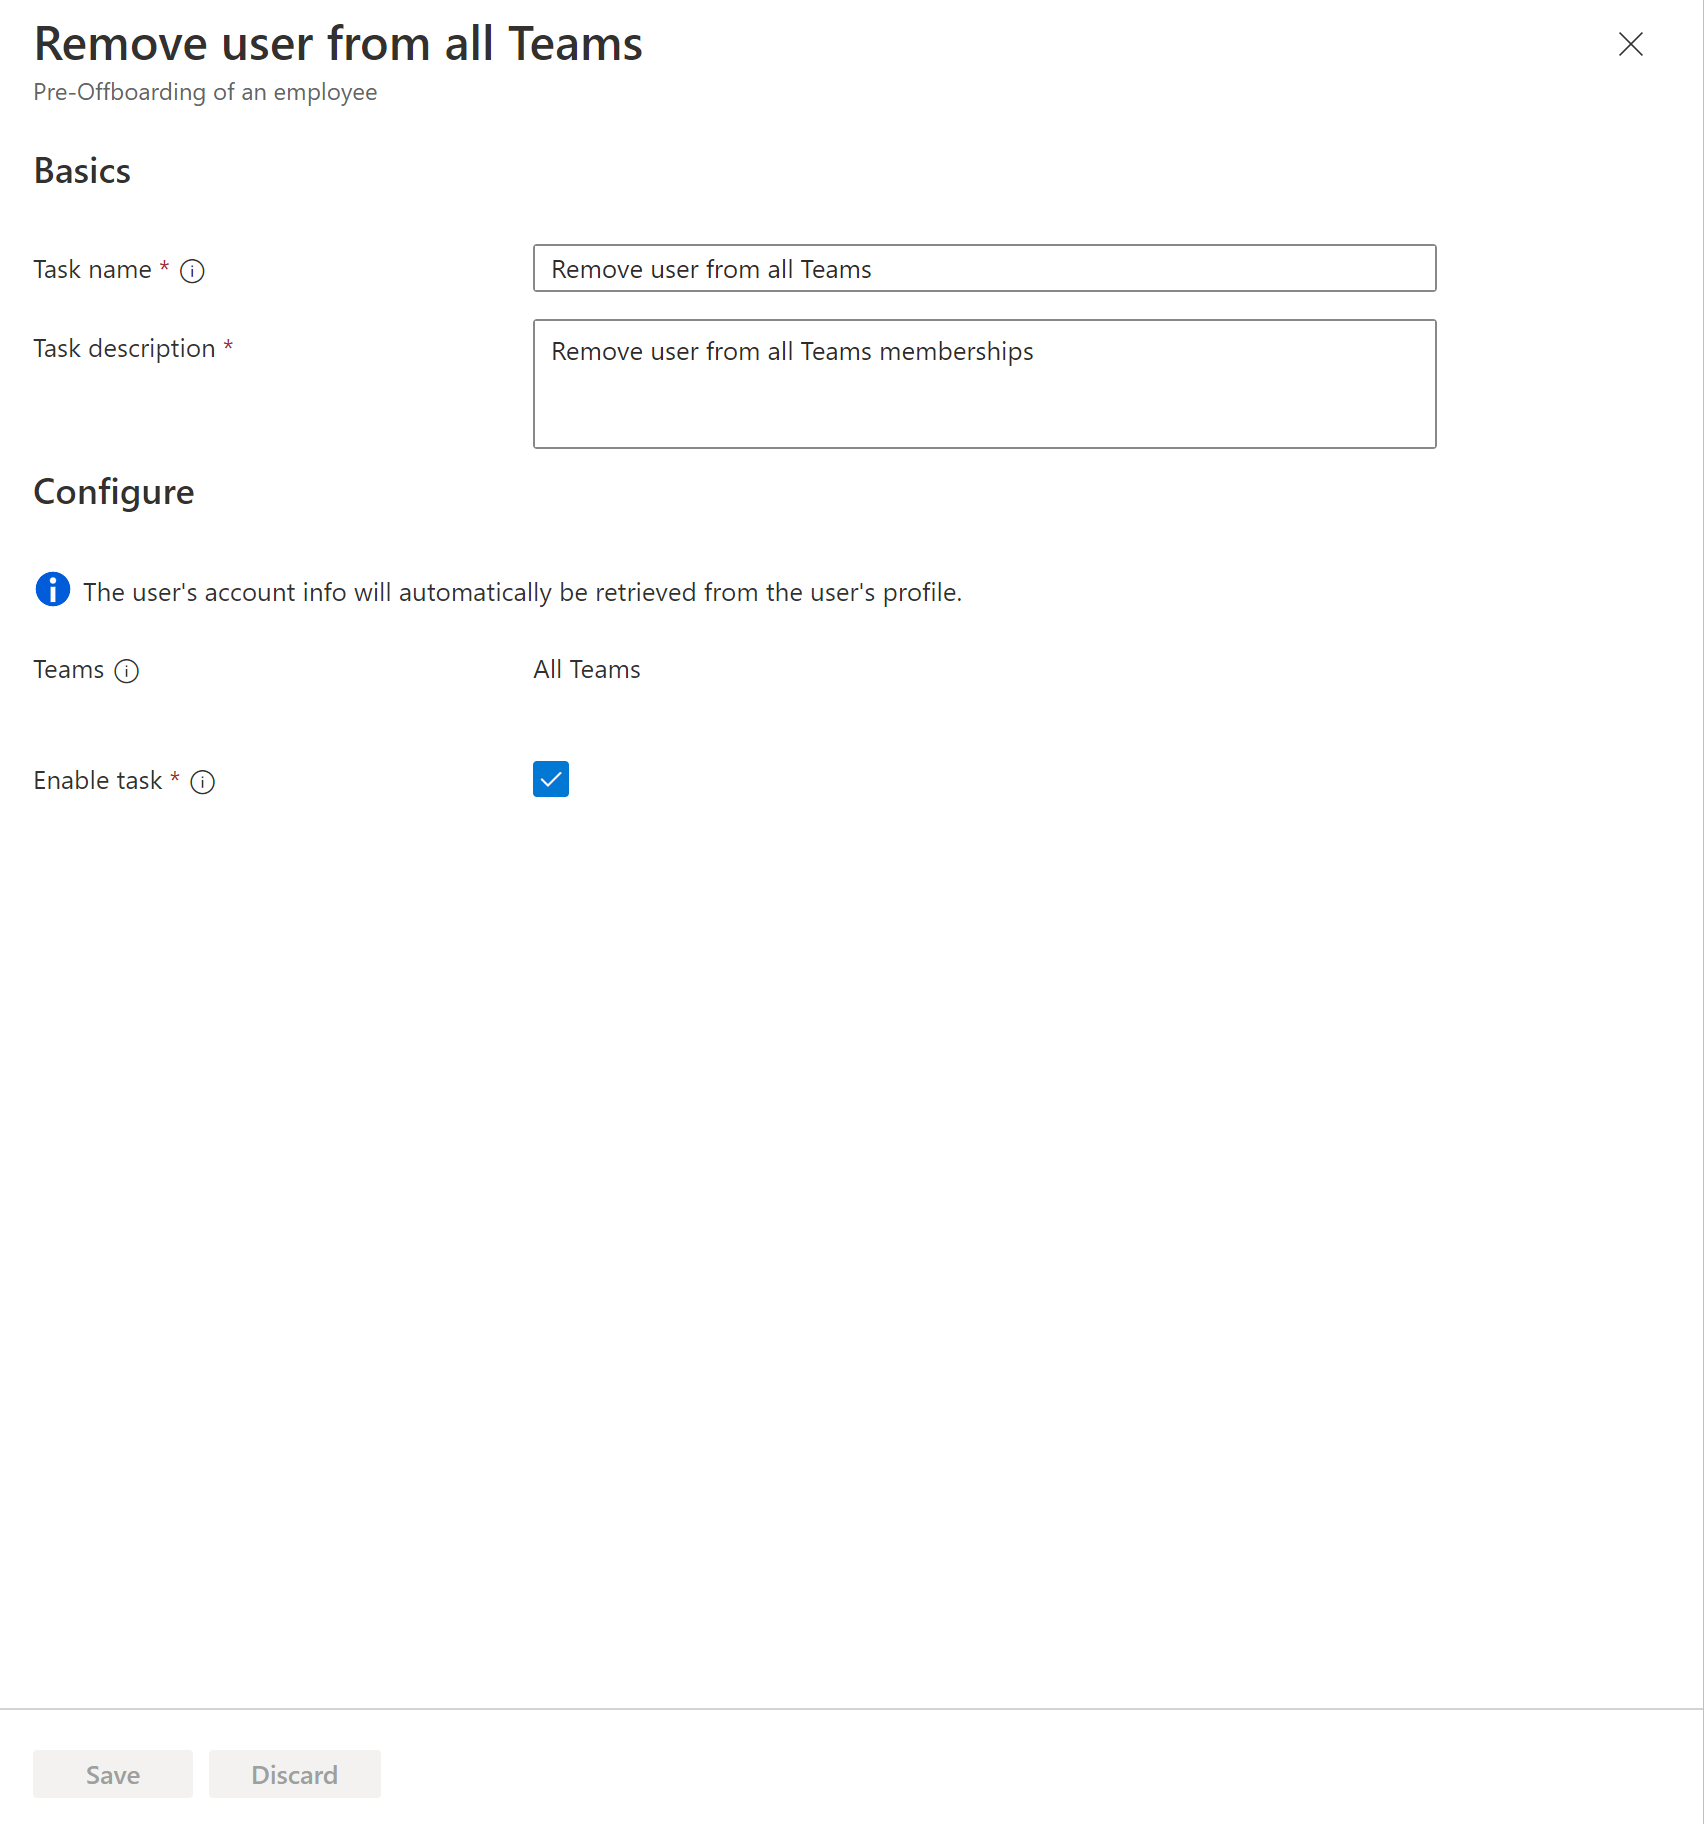 Remove user from all Teams
Pre-Offboarding of an employee
Basics
Task name *
Remove user from all Teams
Task description *
Remove user from all Teams memberships
Configure
The user's account info will automatically be retrieved from the user's profile.
Teams
All Teams
Enable task *
Save
Discard